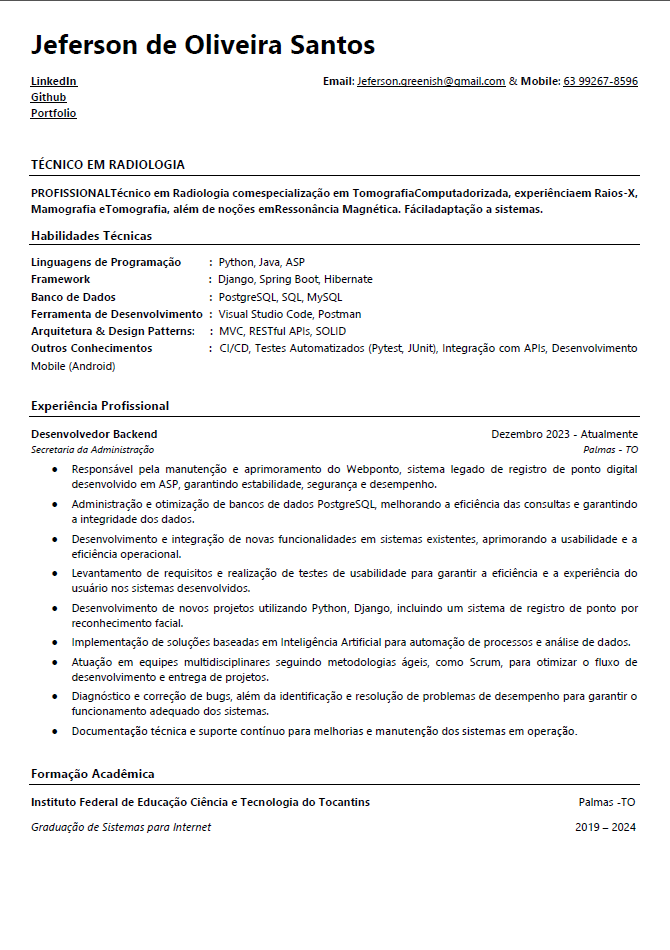 Jeferson de Oliveira Santos
LinkedIn Email: Jeferson.greenish@gmail.com & Mobile: 63 99267-8596
Github
Portfolio
TÉCNICO EM RADIOLOGIA
PROFISSIONALTécnico em Radiologia comespecialização em TomografiaComputadorizada, experiênciaem Raios-X,
Mamografia eTomografia, além de noções emRessonância Magnética. Fáciladaptação a sistemas.
Habilidades Técnicas
Linguagens de Programação : Python, Java, ASP
Framework : Django, Spring Boot, Hibernate
Banco de Dados : PostgreSQL, SQL, MySQL
Ferramenta de Desenvolvimento : Visual Studio Code, Postman
Arquitetura & Design Patterns: : MVC, RESTful APIs, SOLID
Outros Conhecimentos : CI/CD, Testes Automatizados (Pytest, JUnit), Integração com APIs, Desenvolvimento
Mobile (Android)
Experiência Profissional
Desenvolvedor Backend Dezembro 2023 - Atualmente
Secretaria da Administração Palmas - TO
● Responsável pela manutenção e aprimoramento do Webponto, sistema legado de registro de ponto digital
desenvolvido em ASP, garantindo estabilidade, segurança e desempenho.
● Administração e otimização de bancos de dados PostgreSQL, melhorando a eficiência das consultas e garantindo
a integridade dos dados.
● Desenvolvimento e integração de novas funcionalidades em sistemas existentes, aprimorando a usabilidade e a
eficiência operacional.
● Levantamento de requisitos e realização de testes de usabilidade para garantir a eficiência e a experiência do
usuário nos sistemas desenvolvidos.
● Desenvolvimento de novos projetos utilizando Python, Django, incluindo um sistema de registro de ponto por
reconhecimento facial.
● Implementação de soluções baseadas em Inteligência Artificial para automação de processos e análise de dados.
● Atuação em equipes multidisciplinares seguindo metodologias ágeis, como Scrum, para otimizar o fluxo de
desenvolvimento e entrega de projetos.
● Diagnóstico e correção de bugs, além da identificação e resolução de problemas de desempenho para garantir o
funcionamento adequado dos sistemas.
● Documentação técnica e suporte contínuo para melhorias e manutenção dos sistemas em operação.
Formação Acadêmica
Instituto Federal de Educação Ciência e Tecnologia do Tocantins Palmas -TO
Graduação de Sistemas para Internet 2019 – 2024